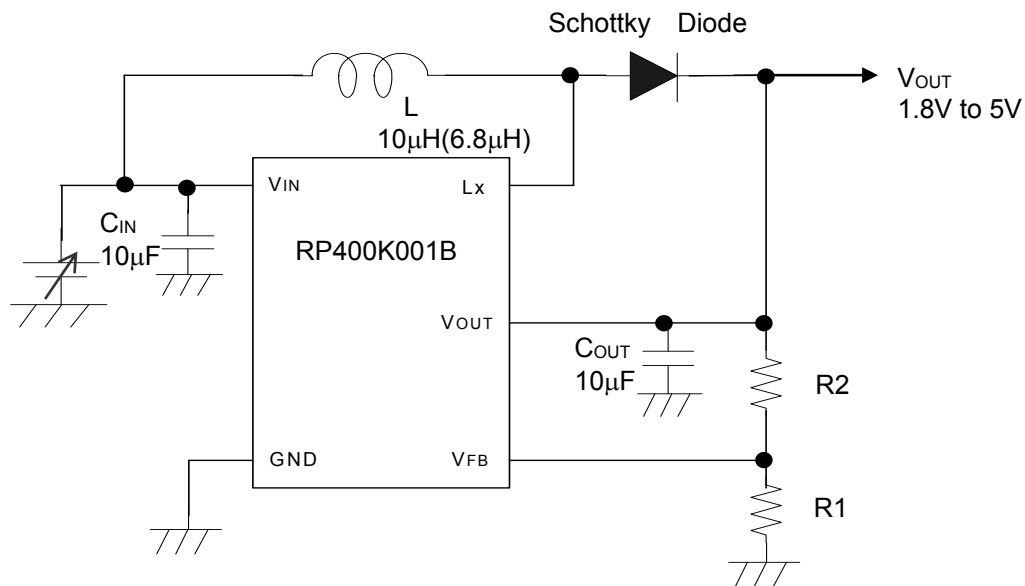 Schottky Diode
L
10μH(6.8μH)
VOUT
1.8V to 5V
VIN
Lx
CIN
10μF
RP400K001B
VOUT
COUT
10μF
R2
GND
VFB
R1